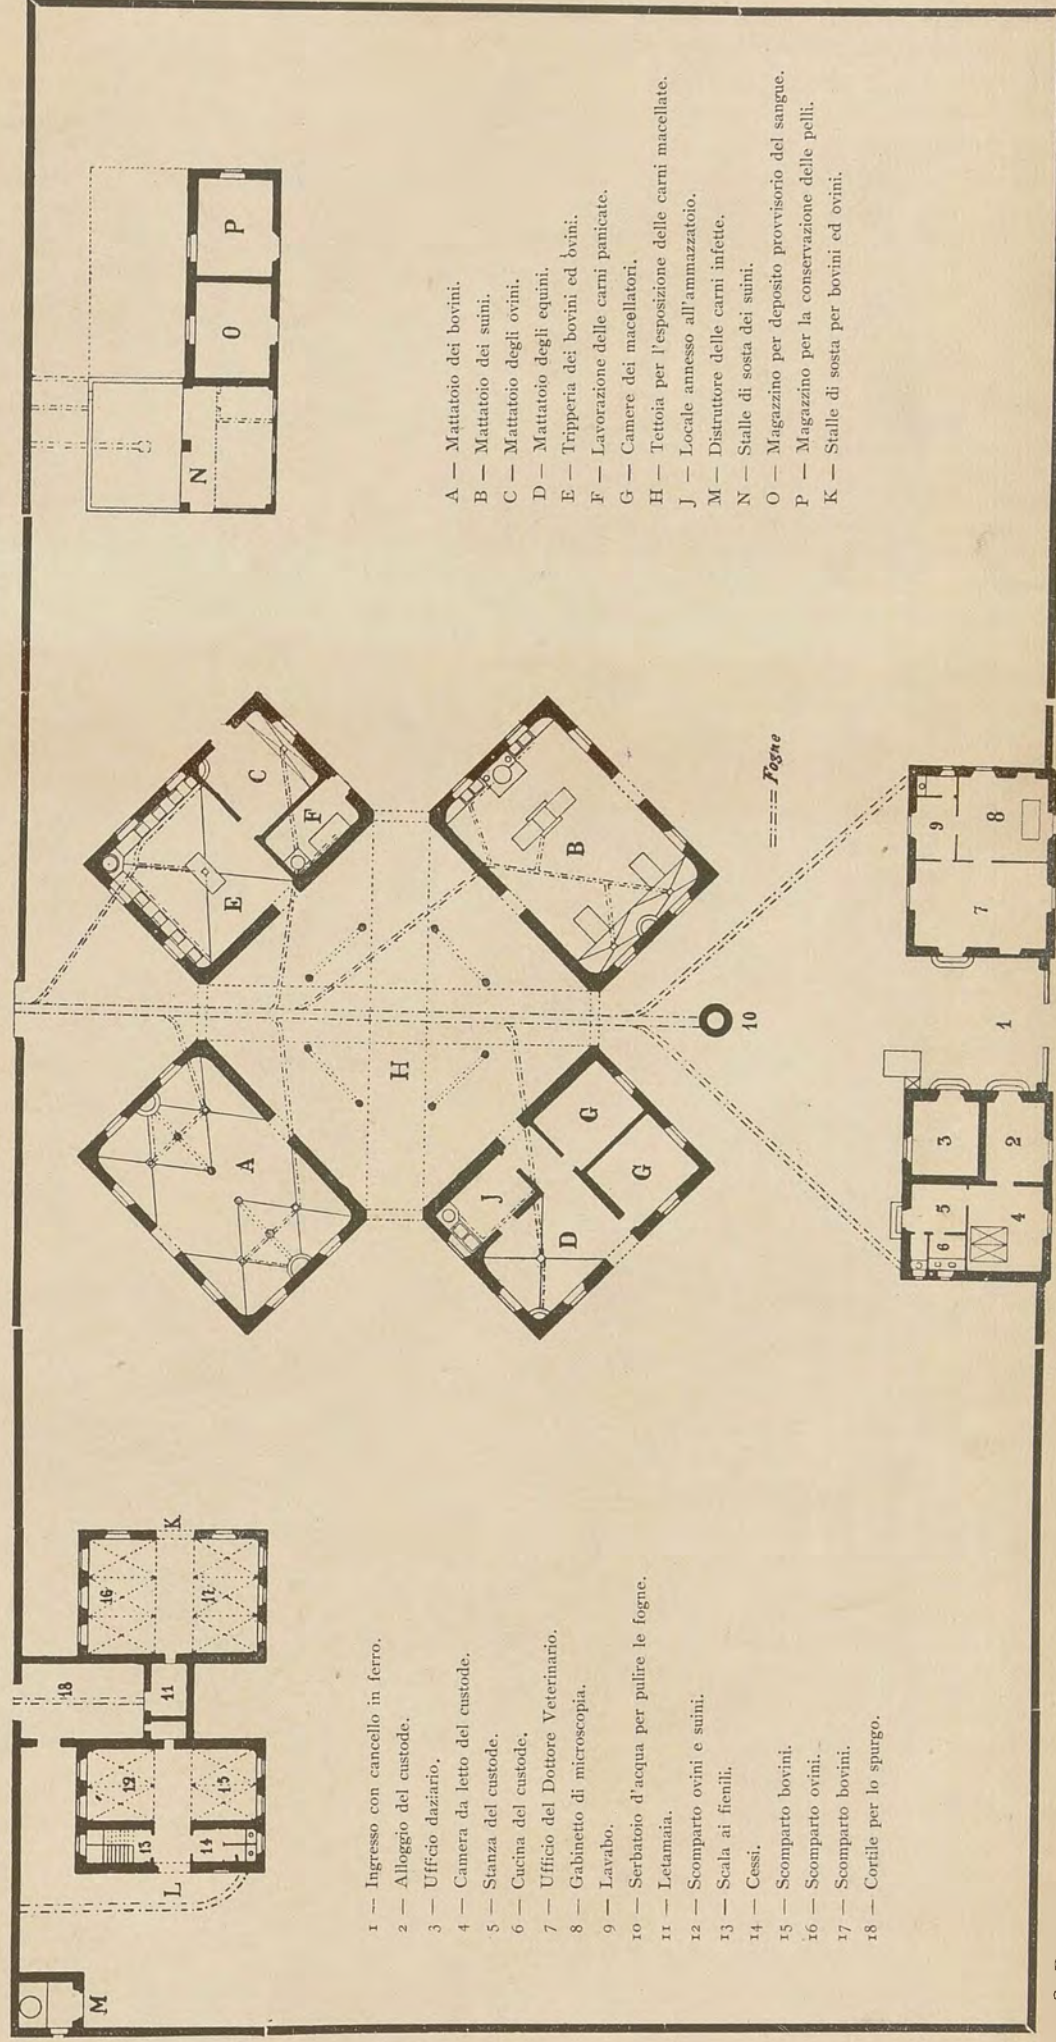 A — Mattatoio dei bovini.
B — Mattatoio dei suini.
C — Mattatoio degli ovini.
D — Mattatoio degli equini.
E — Tripperia dei bovini ed ovini.
F — Lavorazione delle carni panicate.
G — Camere dei macellatori.
H — Tettoia per l'esposizione delle carni macellate.
J — Locale annesso all'ammazzatoio.
M — Distruttore delle carni infette.
N — Stalle di sosta dei suini.
O — Magazzino per deposito provvisorio del sangue.
P — Magazzino per la conservazione delle pelli.
K — Stalle di sosta per bovini ed ovini.
1 — Ingresso con cancello in ferro.
2 — Alloggio del custode.
3 — Ufficio daziario.
4 — Camera da letto del custode.
5 — Stanza del custode.
6 — Cucina del custode.
7 — Ufficio del Dottore Veterinario.
8 — Gabinetto di microscopia.
9 — Lavabo.
10 — Serbatoio d'acqua per pulire le fogne.
11 — Letamaia.
12 — Scomparto ovini e suini.
13 — Scala ai fienili.
14 — Cessi.
15 — Scomparto bovini.
16 — Scomparto ovini.
17 — Scomparto bovini.
18 — Cortile per lo spurgo.
Fogne
M
L
13
14
12
15
18
11
16
17
K
A
E
C
F
H
J
D
G
G
B
N
O
P
10
1
2
3
4
5
6
7
8
9